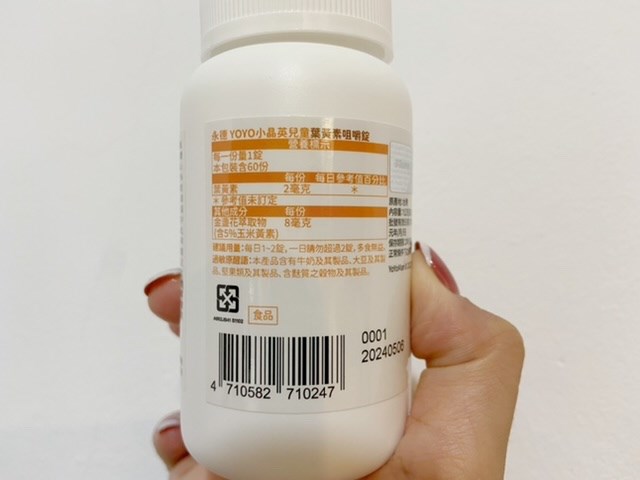 永德 YOYO小晶英兒童葉黃素咀嚼錠
營養標示
每一份量1錠
本包裝含60份
每份 每日參考值百分比
葉黃素 2毫克 *
*參考值未訂定
其他成分 每份
金盞花萃取物 8毫克
(含5%玉米黃素)
建議用量：每日1~2錠，一日請勿超過2錠，多食無益。
過敏原醒語：本產品含有牛奶及其製品、大豆及其製
品、堅果類及其製品、含麩質之穀物及其製品。
食品
0001
20240508
4 710582 710247